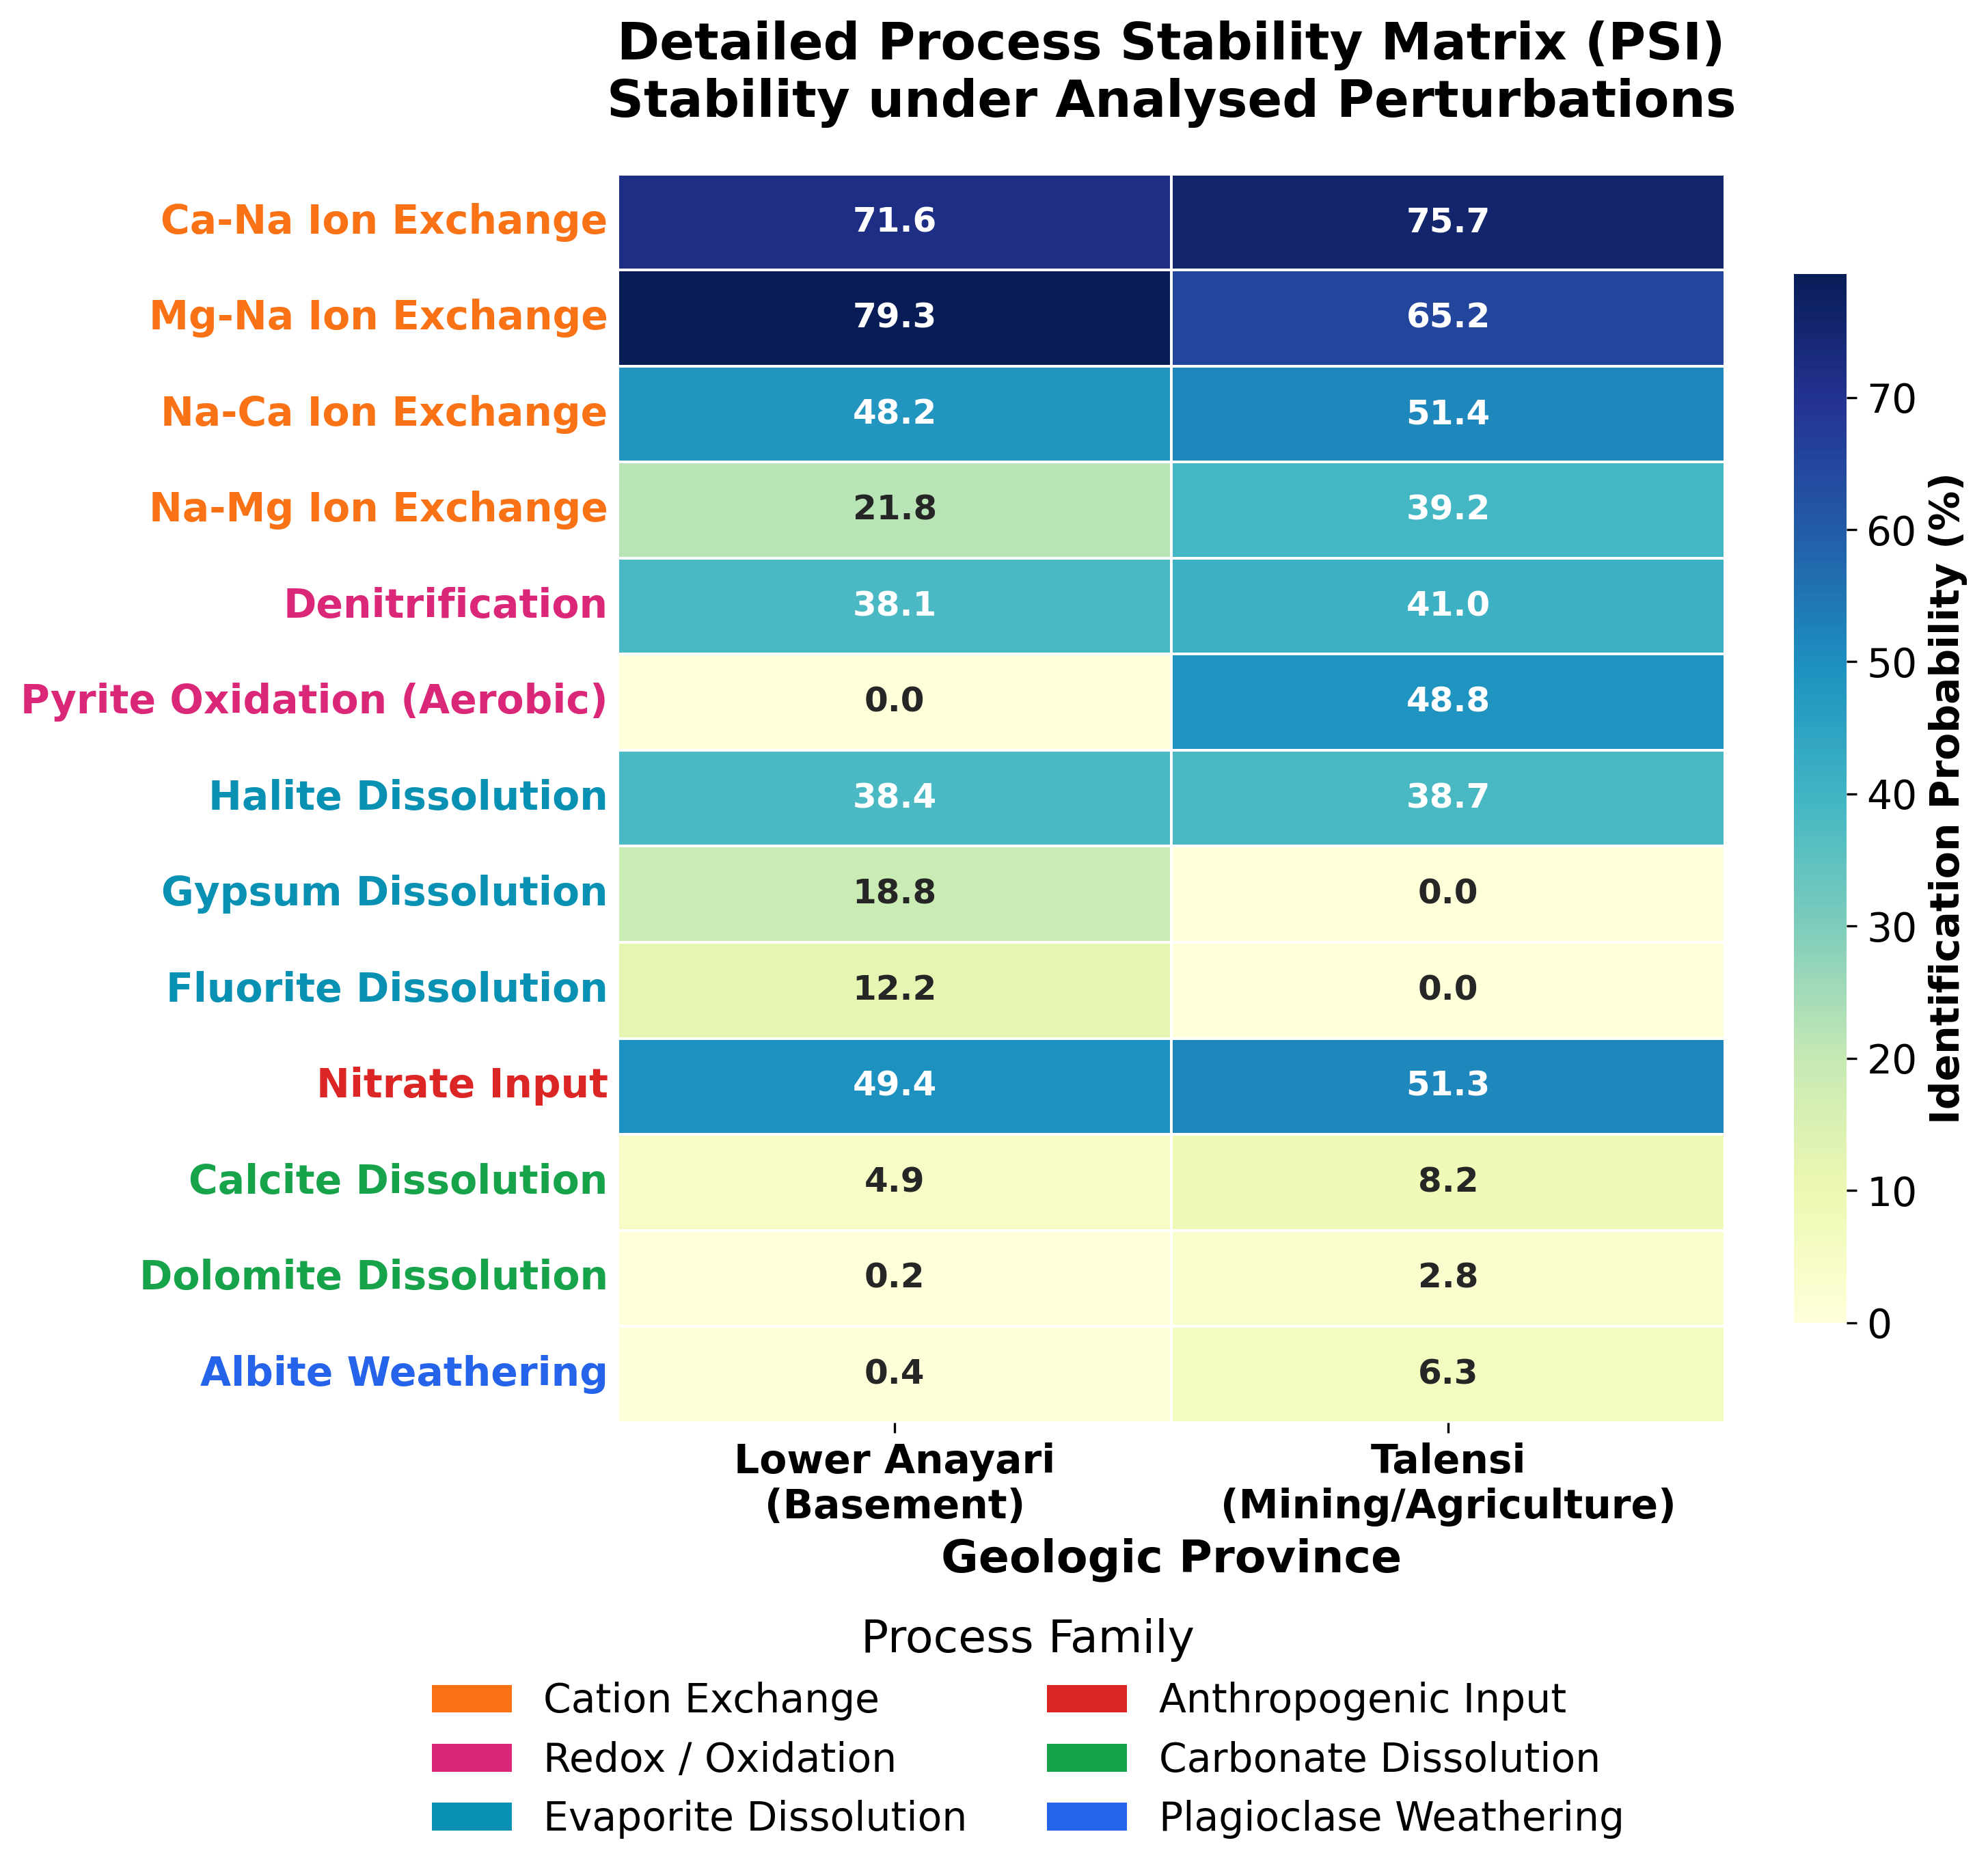 Detailed Process Stability Matrix (PSI)
Stability under Analysed Perturbations
Ca-Na Ion Exchange 71.6 75.7
Mg-Na Ion Exchange 79.3 65.2
Na-Ca Ion Exchange 48.2 51.4
Na-Mg Ion Exchange 21.8 39.2
Denitrification 38.1 41.0
Pyrite Oxidation (Aerobic) 0.0 48.8
Halite Dissolution 38.4 38.7
Gypsum Dissolution 18.8 0.0
Fluorite Dissolution 12.2 0.0
Nitrate Input 49.4 51.3
Calcite Dissolution 4.9 8.2
Dolomite Dissolution 0.2 2.8
Albite Weathering 0.4 6.3
Lower Anayari
(Basement)
Talensi
(Mining/Agriculture)
Geologic Province
70
60
50
40
30
20
10
0
Identification Probability (%)
Process Family
Cation Exchange
Redox / Oxidation
Evaporite Dissolution
Anthropogenic Input
Carbonate Dissolution
Plagioclase Weathering